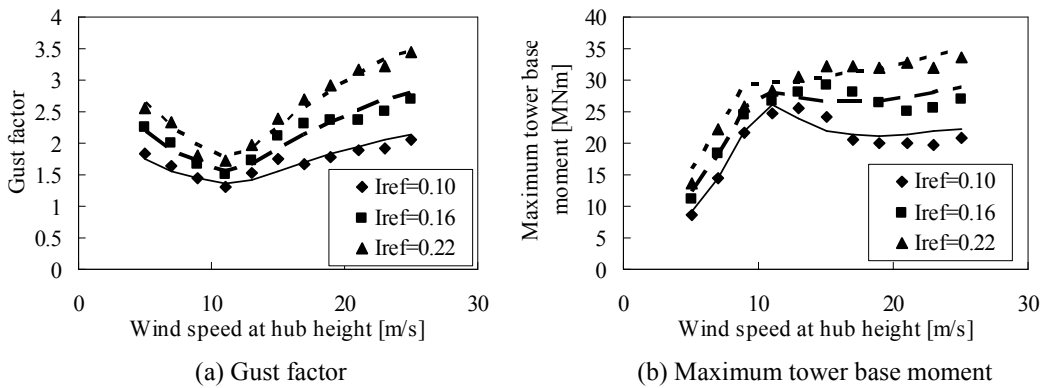 4
3.5
3
2.5
2
1.5
1
0.5
0
Gust factor
Iref=0.10
Iref=0.16
Iref=0.22
0
10
20
30
Wind speed at hub height [m/s]
(a) Gust factor
40
35
30
25
20
15
10
5
0
Maximum tower base
moment [MNm]
Iref=0.10
Iref=0.16
Iref=0.22
0
10
20
30
Wind speed at hub height [m/s]
(b) Maximum tower base moment